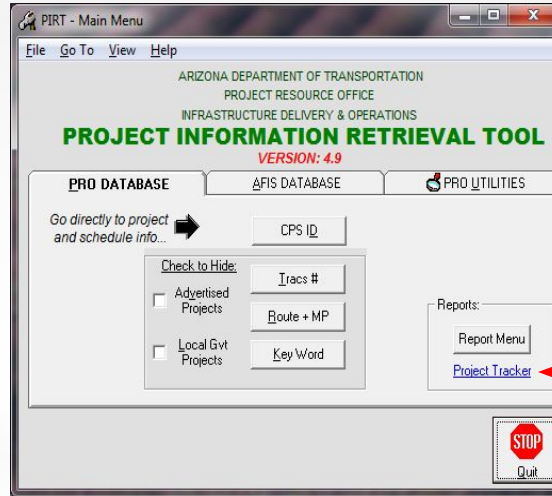 PIRT - Main Menu
File Go To View Help
ARIZONA DEPARTMENT OF TRANSPORTATION
PROJECT RESOURCE OFFICE
INFRASTRUCTURE DELIVERY & OPERATIONS
PROJECT INFORMATION RETRIEVAL TOOL
VERSION: 4.9
PRO DATABASE AFIS DATABASE PRO UTILITIES
Go directly to project
and schedule info...
CPS ID
Check to Hide:
Advertised
Projects
Local Gvt
Projects
Tracs #
Route + MP
Key Word
Reports:
Report Menu
Project Tracker
STOP
Quit